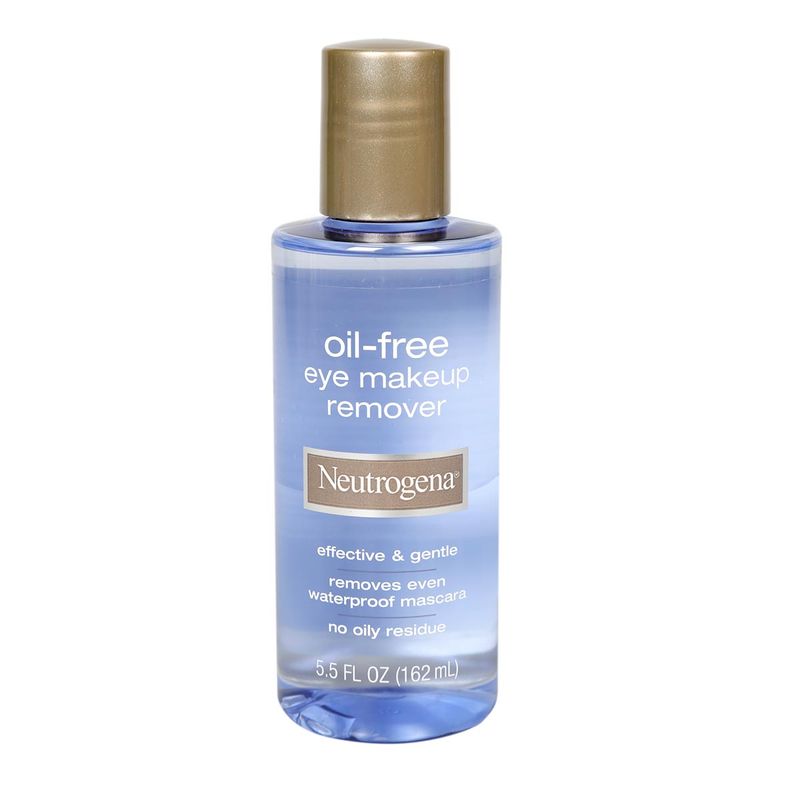 oil-free
eye makeup
remover
Neutrogena®
effective & gentle
removes even
waterproof mascara
no oily residue
5.5 FL OZ (162 mL)